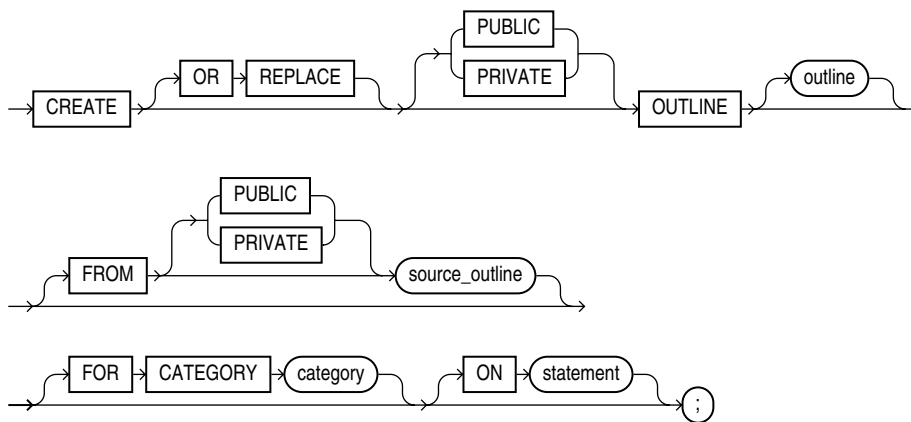 PUBLIC
OR REPLACE PRIVATE outline
CREATE OUTLINE
PUBLIC
FROM PRIVATE source_outline
FOR CATEGORY category ON statement
;